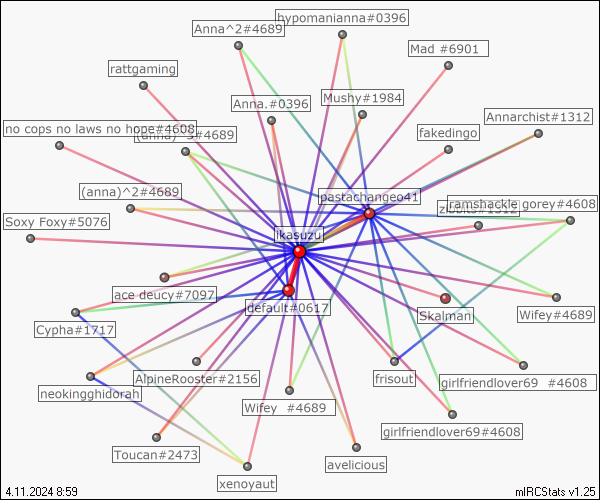 hypomanianna#0396
Anna^2#4689
Mad #6901
rattgaming
Mushy#1984
Anna.#0396
Annarchist#1312
no cops no laws no hope#4608
(anna)^3#4689
fakedingo
(anna)^2#4689
pastachangeo41
ramshackle gorey#4608
Soxy Foxy#5076
ikasuzu
ace deucy#7097
default#0617
Skalman
Wifey#4689
Cypha#1717
AlpineRooster#2156
frisout
girlfriendlover69 #4608
neokingghidorah
Wifey #4689
girlfriendlover69#4608
Toucan#2473
avelicious
xenoyaut
4.11.2024 8:59
mIRCStats v1.25